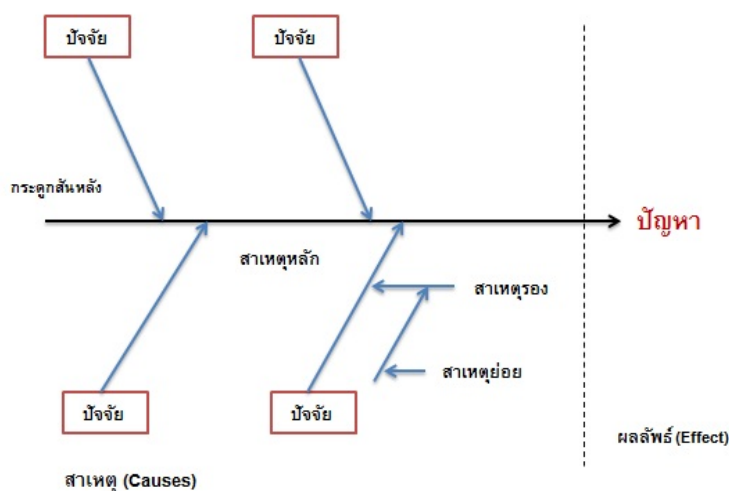 ปัจจัย
ปัจจัย
กระดูกสันหลัง
ปัญหา
สาเหตุหลัก
สาเหตุรอง
สาเหตุย่อย
ปัจจัย
ปัจจัย
ผลลัพธ์ (Effect)
สาเหตุ (Causes)